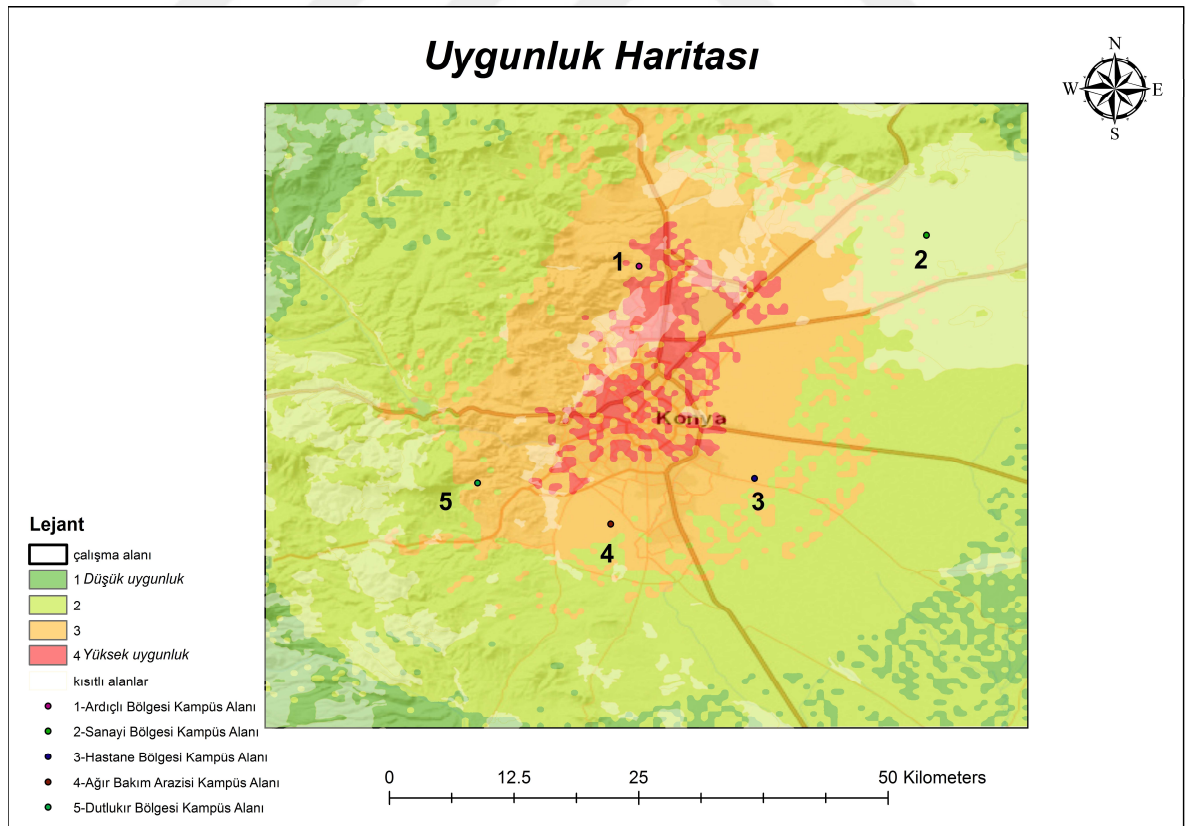 Uygunluk Haritası
N
W E
S
1
2
Konya
5
3
4
Lejant
çalışma alanı
1 Düşük uygunluk
2
3
4 Yüksek uygunluk
kısıtlı alanlar
1-Ardıçlı Bölgesi Kampüs Alanı
2-Sanayi Bölgesi Kampüs Alanı
3-Hastane Bölgesi Kampüs Alanı
4-Ağır Bakım Arazisi Kampüs Alanı
5-Dutlukır Bölgesi Kampüs Alanı
0 12.5 25 50 Kilometers